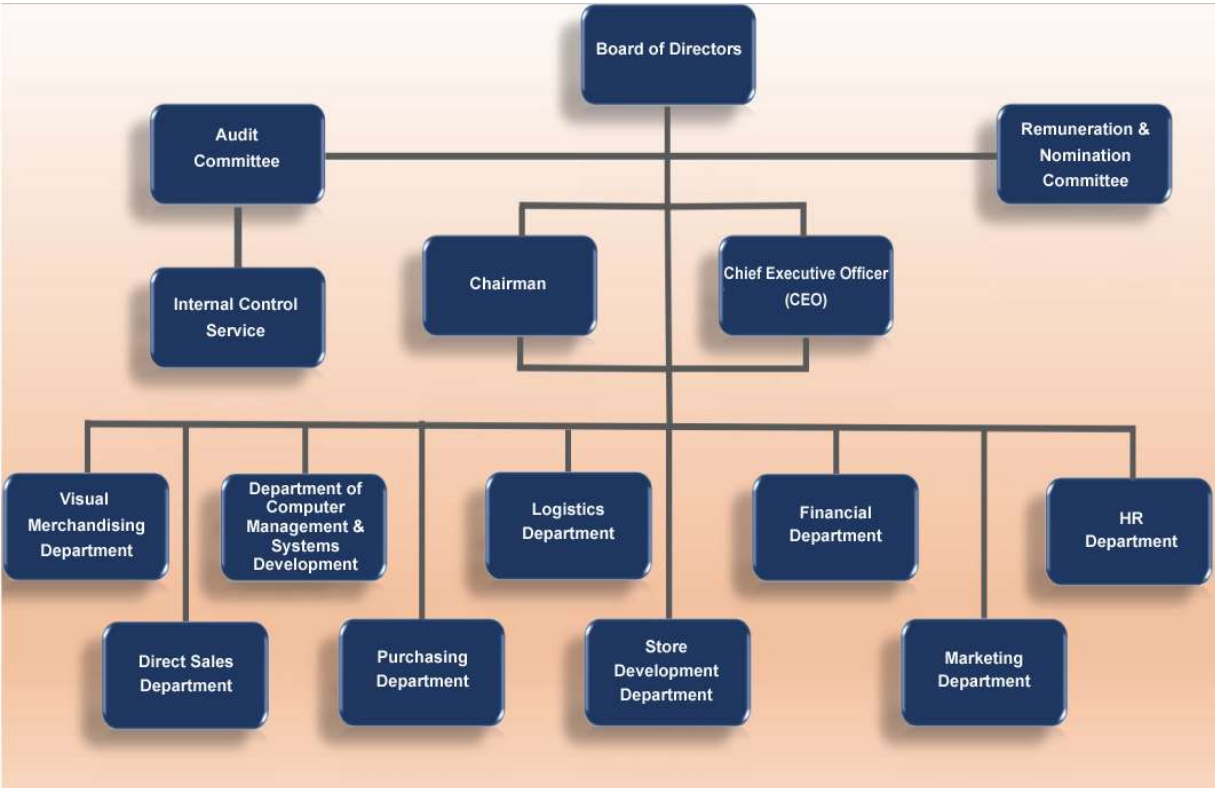 Board of Directors
Audit
Committee
Remuneration &
Nomination
Committee
Internal Control
Service
Chairman
Chief Executive Officer
(CEO)
Visual
Merchandising
Department
Department of
Computer
Management &
Systems
Development
Logistics
Department
Financial
Department
HR
Department
Direct Sales
Department
Purchasing
Department
Store
Development
Department
Marketing
Department